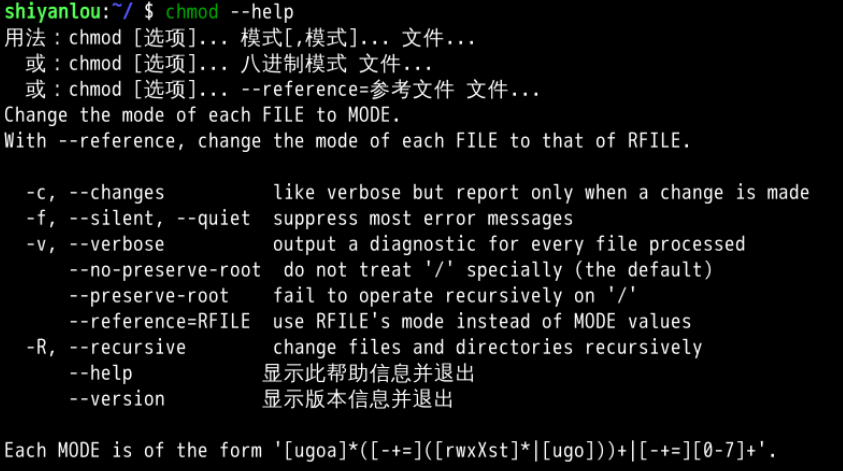 shiyanlou:~/ $ chmod --help
用法：chmod [选项]... 模式[,模式]... 文件...
　或：chmod [选项]... 八进制模式 文件...
　或：chmod [选项]... --reference=参考文件 文件...
Change the mode of each FILE to MODE.
With --reference, change the mode of each FILE to that of RFILE.

  -c, --changes          like verbose but report only when a change is made
  -f, --silent, --quiet  suppress most error messages
  -v, --verbose          output a diagnostic for every file processed
      --no-preserve-root  do not treat '/' specially (the default)
      --preserve-root    fail to operate recursively on '/'
      --reference=RFILE  use RFILE's mode instead of MODE values
  -R, --recursive        change files and directories recursively
      --help            显示此帮助信息并退出
      --version         显示版本信息并退出

Each MODE is of the form '[ugoa]*([-+=]([rwxXst]*|[ugo]))+|[-+=][0-7]+'.